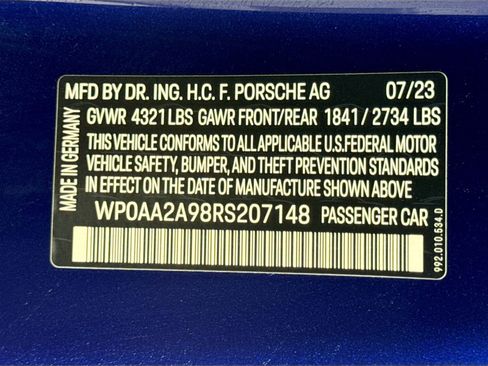 MFD BY DR. ING. H.C. F. PORSCHE AG 07/23
GVWR 4321 LBS GAWR FRONT/REAR 1841 / 2734 LBS
THIS VEHICLE CONFORMS TO ALL APPLICABLE U.S. FEDERAL MOTOR
VEHICLE SAFETY, BUMPER, AND THEFT PREVENTION STANDARDS
IN EFFECT ON THE DATE OF MANUFACTURE SHOWN ABOVE
WP0AA2A98RS207148 PASSENGER CAR
MADE IN GERMANY
992.010.534.D